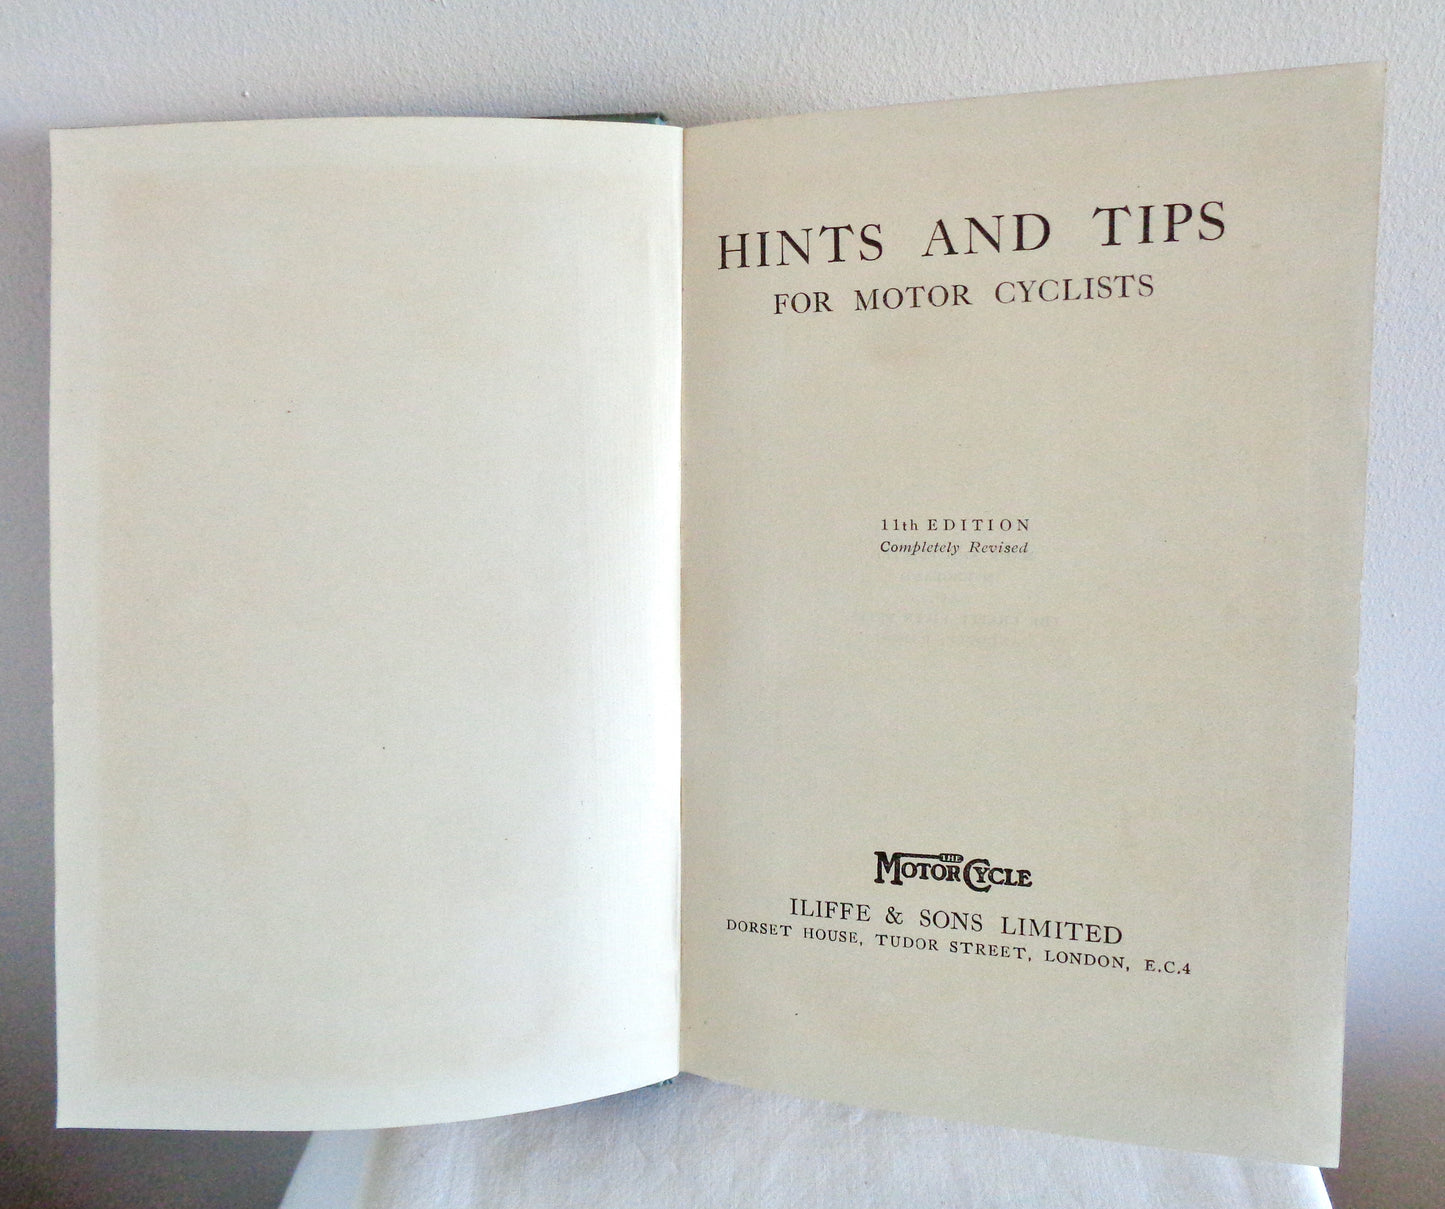 HINTS AND TIPS
FOR MOTOR CYCLISTS
11th EDITION
Completely Revised
THE
MOTOR CYCLE
ILIFFE & SONS LIMITED
DORSET HOUSE, TUDOR STREET, LONDON, E.C.4